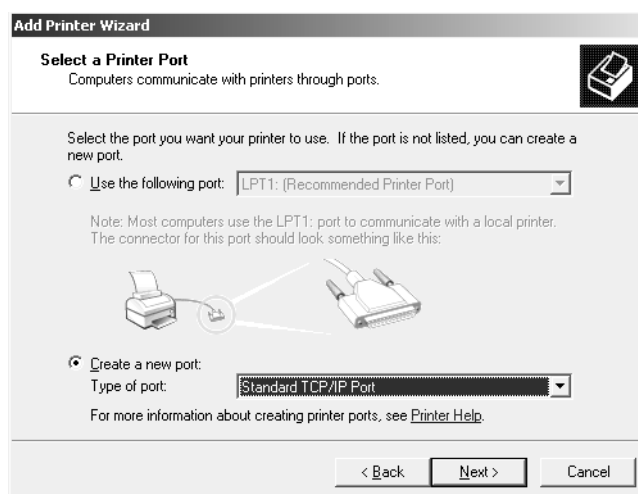 Add Printer Wizard
Select a Printer Port
Computers communicate with printers through ports.
Select the port you want your printer to use. If the port is not listed, you can create a
new port.
Use the following port: LPT1: (Recommended Printer Port)
Note: Most computers use the LPT1: port to communicate with a local printer.
The connector for this port should look something like this:
Create a new port:
Type of port: Standard TCP/IP Port
For more information about creating printer ports, see Printer Help.
< Back Next > Cancel